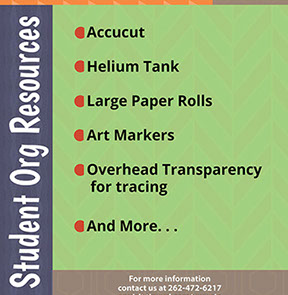 Student Org Resources
Accucut
Helium Tank
Large Paper Rolls
Art Markers
Overhead Transparency
for tracing
And More. . .
For more information
contact us at 262-472-6217